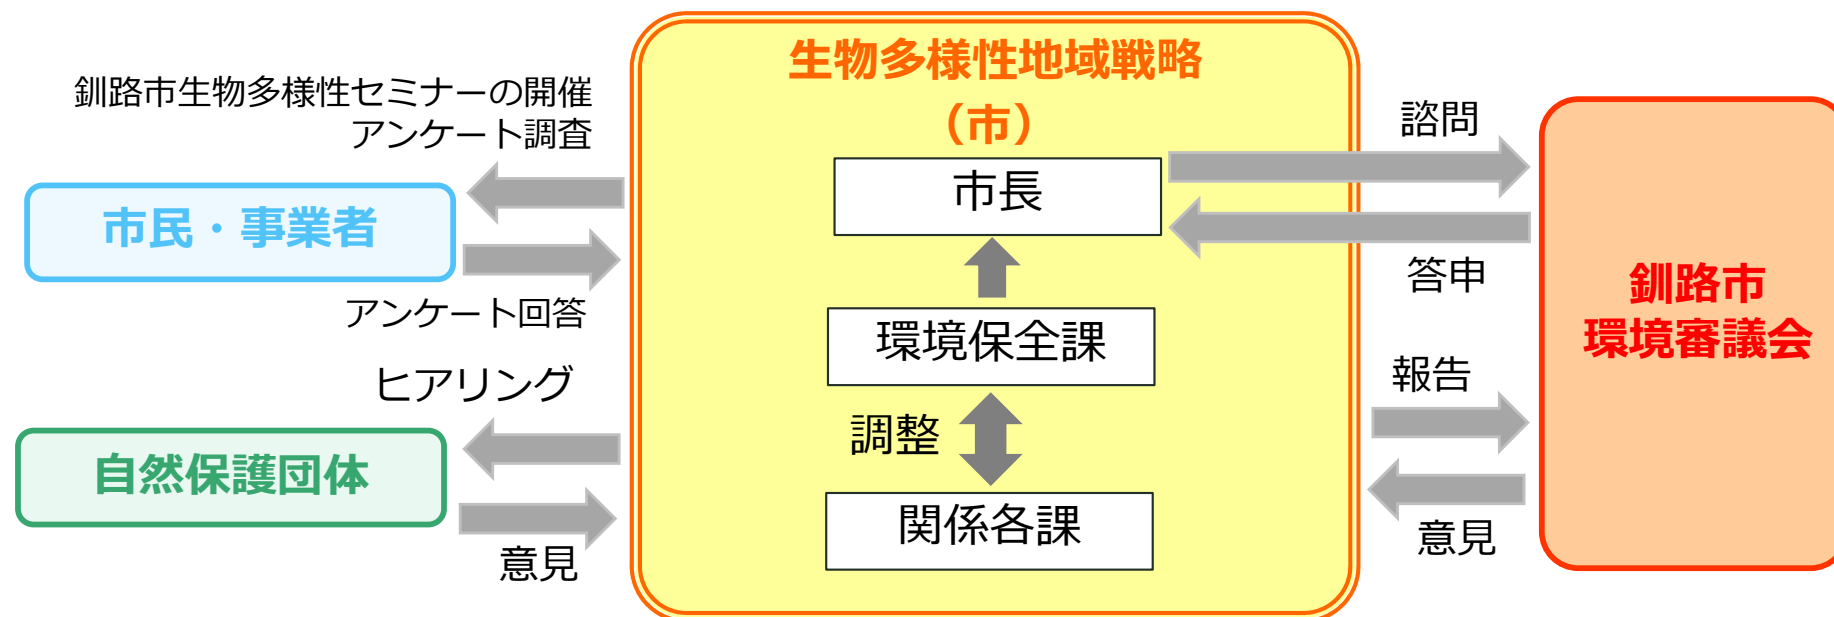 生物多様性地域戦略
（市）
釧路市生物多様性セミナーの開催
アンケート調査
市民・事業者
アンケート回答
ヒアリング
自然保護団体
意見
市長
環境保全課
調整
関係各課
諮問
答申
報告
意見
釧路市
環境審議会